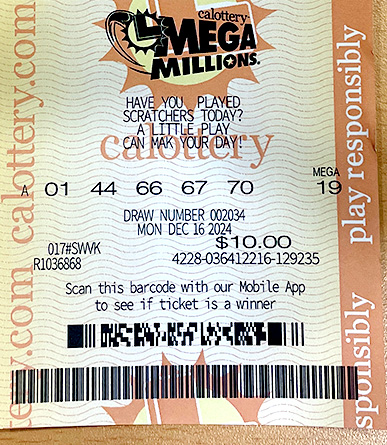 calottery
MEGA
MILLIONS.
HAVE YOU PLAYED
SCRATCHERS TODAY?
A LITTLE PLAY
CAN MAK YOUR DAY!
calottery
MEGA
A 01 44 66 67 70 19
DRAW NUMBER 002034
MON DEC 16 2024
017#SWVK $10.00
R1036868 4228-036412216-129235
Scan this barcode with our Mobile App
to see if ticket is a winner
calottery.com
play responsibly